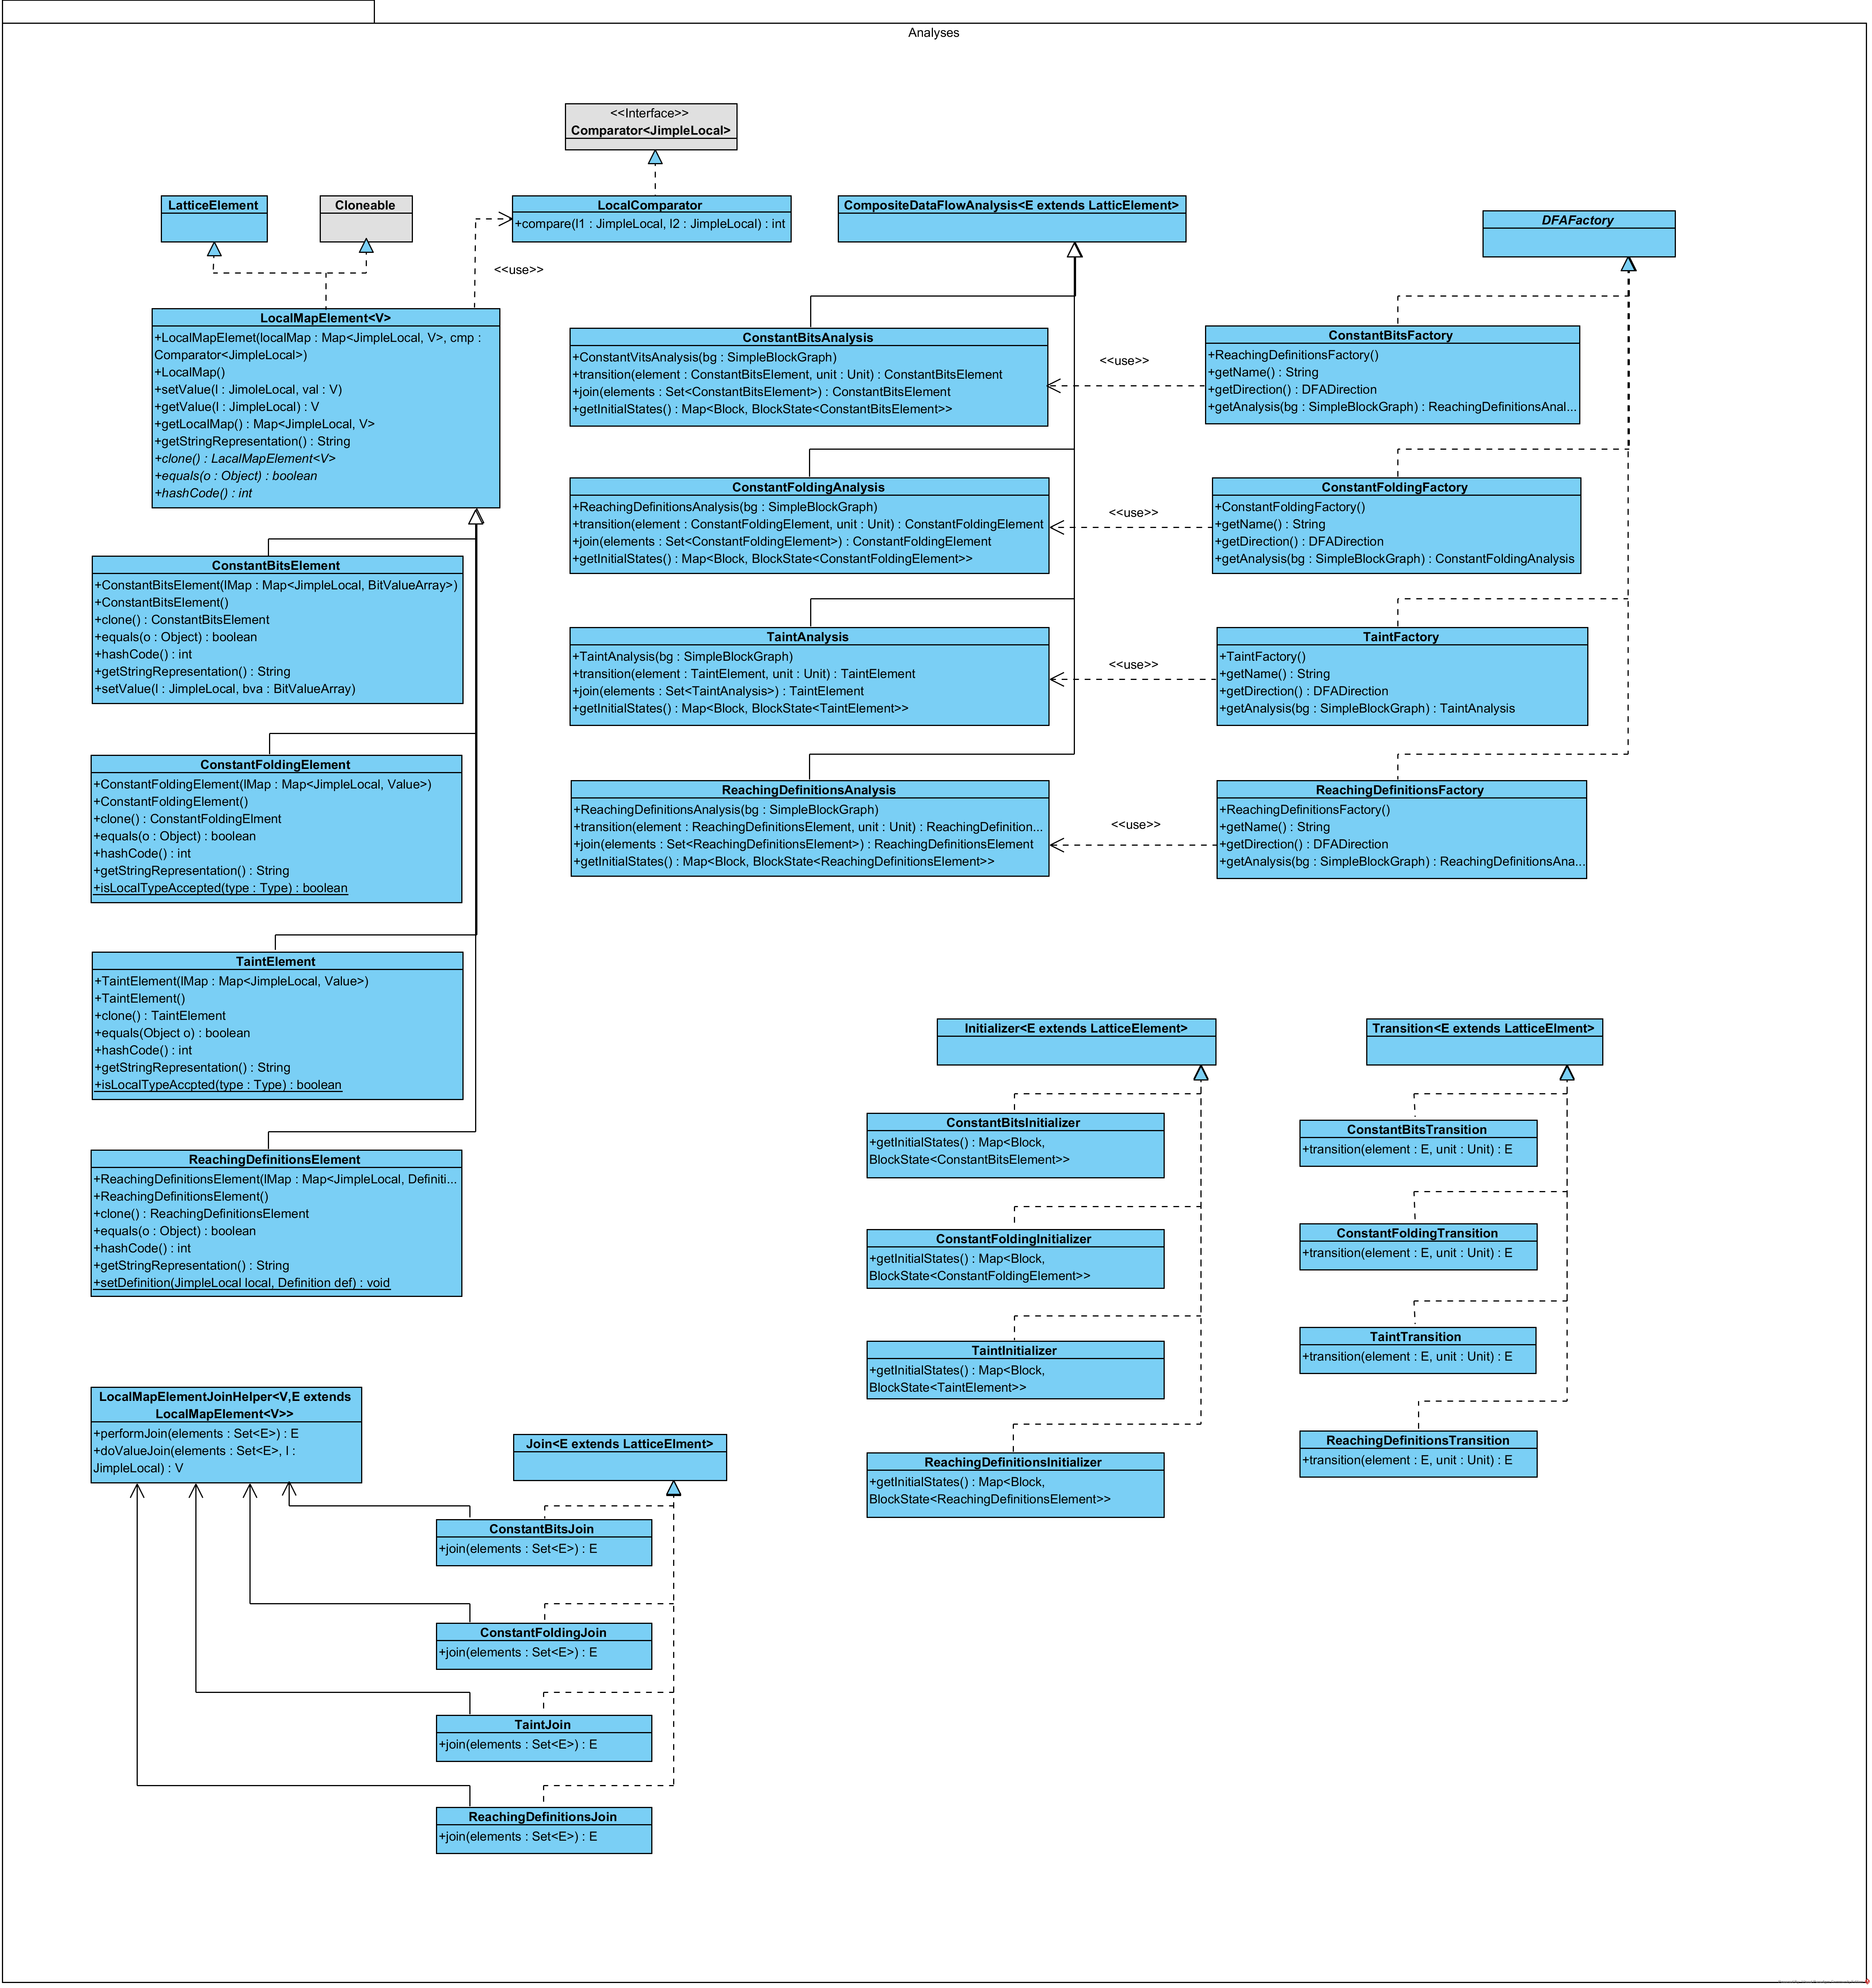 Analyses
<<Interface>>
Comparator<JimpleLocal>
LatticeElement
Cloneable
LocalComparator
+compare(l1 : JimpleLocal, l2 : JimpleLocal) : int
CompositeDataFlowAnalysis<E extends LatticElement>
DFAFactory
<<use>>
LocalMapElement<V>
+LocalMapElemet(localMap : Map<JimpleLocal, V>, cmp :
Comparator<JimpleLocal>)
+LocalMap()
+setValue(l : JimoleLocal, val : V)
+getValue(l : JimpleLocal) : V
+getLocalMap() : Map<JimpleLocal, V>
+getStringRepresentation() : String
+clone() : LacalMapElement<V>
+equals(o : Object) : boolean
+hashCode() : int
ConstantBitsAnalysis
+ConstantVitsAnalysis(bg : SimpleBlockGraph)
+transition(element : ConstantBitsElement, unit : Unit) : ConstantBitsElement
+join(elements : Set<ConstantBitsElement>) : ConstantBitsElement
+getInitialStates() : Map<Block, BlockState<ConstantBitsElement>>
<<use>>
ConstantBitsFactory
+ReachingDefinitionsFactory()
+getName() : String
+getDirection() : DFADirection
+getAnalysis(bg : SimpleBlockGraph) : ReachingDefinitionsAnal...
ConstantFoldingAnalysis
+ReachingDefinitionsAnalysis(bg : SimpleBlockGraph)
+transition(element : ConstantFoldingElement, unit : Unit) : ConstantFoldingElement
+join(elements : Set<ConstantFoldingElement>) : ConstantFoldingElement
+getInitialStates() : Map<Block, BlockState<ConstantFoldingElement>>
<<use>>
ConstantFoldingFactory
+ConstantFoldingFactory()
+getName() : String
+getDirection() : DFADirection
+getAnalysis(bg : SimpleBlockGraph) : ConstantFoldingAnalysis
ConstantBitsElement
+ConstantBitsElement(lMap : Map<JimpleLocal, BitValueArray>)
+ConstantBitsElement()
+clone() : ConstantBitsElement
+equals(o : Object) : boolean
+hashCode() : int
+getStringRepresentation() : String
+setValue(l : JimpleLocal, bva : BitValueArray)
TaintAnalysis
+TaintAnalysis(bg : SimpleBlockGraph)
+transition(element : TaintElement, unit : Unit) : TaintElement
+join(elements : Set<TaintAnalysis>) : TaintElement
+getInitialStates() : Map<Block, BlockState<TaintElement>>
<<use>>
TaintFactory
+TaintFactory()
+getName() : String
+getDirection() : DFADirection
+getAnalysis(bg : SimpleBlockGraph) : TaintAnalysis
ConstantFoldingElement
+ConstantFoldingElement(lMap : Map<JimpleLocal, Value>)
+ConstantFoldingElement()
+clone() : ConstantFoldingElment
+equals(o : Object) : boolean
+hashCode() : int
+getStringRepresentation() : String
+isLocalTypeAccepted(type : Type) : boolean
ReachingDefinitionsAnalysis
+ReachingDefinitionsAnalysis(bg : SimpleBlockGraph)
+transition(element : ReachingDefinitionsElement, unit : Unit) : ReachingDefinition...
+join(elements : Set<ReachingDefinitionsElement>) : ReachingDefinitionsElement
+getInitialStates() : Map<Block, BlockState<ReachingDefinitionsElement>>
<<use>>
ReachingDefinitionsFactory
+ReachingDefinitionsFactory()
+getName() : String
+getDirection() : DFADirection
+getAnalysis(bg : SimpleBlockGraph) : ReachingDefinitionsAna...
TaintElement
+TaintElement(lMap : Map<JimpleLocal, Value>)
+TaintElement()
+clone() : TaintElement
+equals(Object o) : boolean
+hashCode() : int
+getStringRepresentation() : String
+isLocalTypeAccpted(type : Type) : boolean
ReachingDefinitionsElement
+ReachingDefinitionsElement(lMap : Map<JimpleLocal, Definiti...
+ReachingDefinitionsElement()
+clone() : ReachingDefinitionsElement
+equals(o : Object) : boolean
+hashCode() : int
+getStringRepresentation() : String
+setDefinition(JimpleLocal local, Definition def) : void
Initializer<E extends LatticeElement>
ConstantBitsInitializer
+getInitialStates() : Map<Block,
BlockState<ConstantBitsElement>>
ConstantFoldingInitializer
+getInitialStates() : Map<Block,
BlockState<ConstantFoldingElement>>
TaintInitializer
+getInitialStates() : Map<Block,
BlockState<TaintElement>>
ReachingDefinitionsInitializer
+getInitialStates() : Map<Block,
BlockState<ReachingDefinitionsElement>>
Transition<E extends LatticeElment>
ConstantBitsTransition
+transition(element : E, unit : Unit) : E
ConstantFoldingTransition
+transition(element : E, unit : Unit) : E
TaintTransition
+transition(element : E, unit : Unit) : E
ReachingDefinitionsTransition
+transition(element : E, unit : Unit) : E
LocalMapElementJoinHelper<V,E extends
LocalMapElement<V>>
+performJoin(elements : Set<E>) : E
+doValueJoin(elements : Set<E>, l :
JimpleLocal) : V
Join<E extends LatticeElment>
ConstantBitsJoin
+join(elements : Set<E>) : E
ConstantFoldingJoin
+join(elements : Set<E>) : E
TaintJoin
+join(elements : Set<E>) : E
ReachingDefinitionsJoin
+join(elements : Set<E>) : E